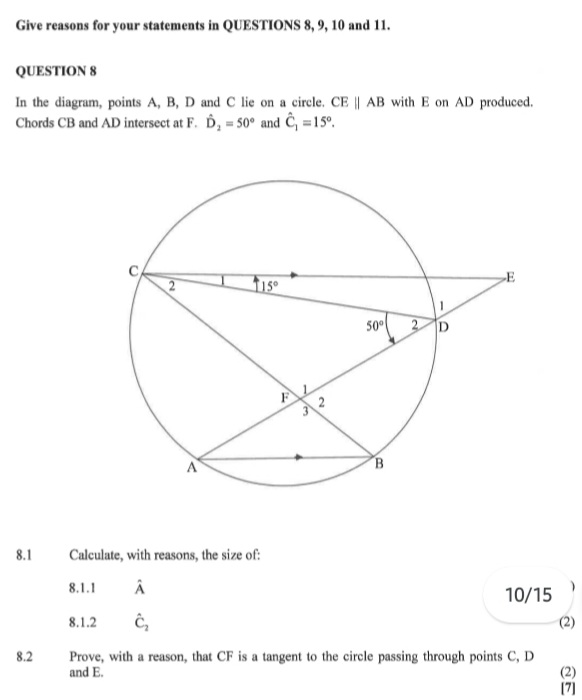 Give reasons for your statements in QUESTIONS 8, 9, 10 and 11.
QUESTION 8
In the diagram, points A, B, D and C lie on a circle. CE || AB with E on AD produced.
Chords CB and AD intersect at F. D̂₂ = 50° and Ĉ₁ = 15°.
C
E
2
1
15°
1
50°
2
D
F
1
2
3
A
B
8.1 Calculate, with reasons, the size of:
8.1.1 Â
10/15
)
8.1.2 Ĉ₂
(2)
8.2 Prove, with a reason, that CF is a tangent to the circle passing through points C, D
and E.
(2)
[7]